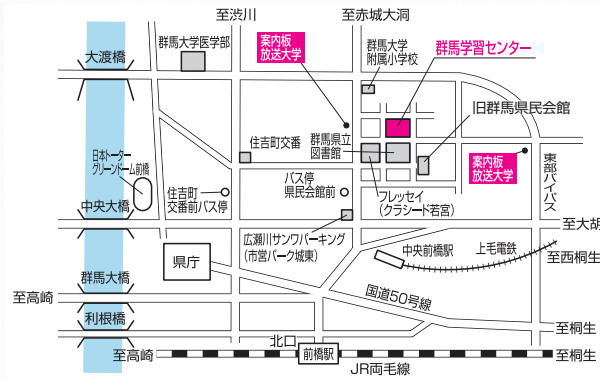 至渋川
至赤城大洞
大渡橋
群馬大学医学部
案内板
放送大学
群馬大学
附属小学校
群馬学習センター
旧群馬県民会館
住吉町交番
群馬県立
図書館
日本トーター
グリーンドーム前橋
バス停
県民会館前
住吉町
交番前バス停
フレッセイ
(クラシード若宮)
案内板
放送大学
東部バイパス
中央大橋
広瀬川サンワパーキング
(市営パーク城東)
至大胡
県庁
中央前橋駅
上毛電鉄
至西桐生
群馬大橋
至高崎
国道50号線
利根橋
至桐生
北口
至高崎
前橋駅
至桐生
JR両毛線